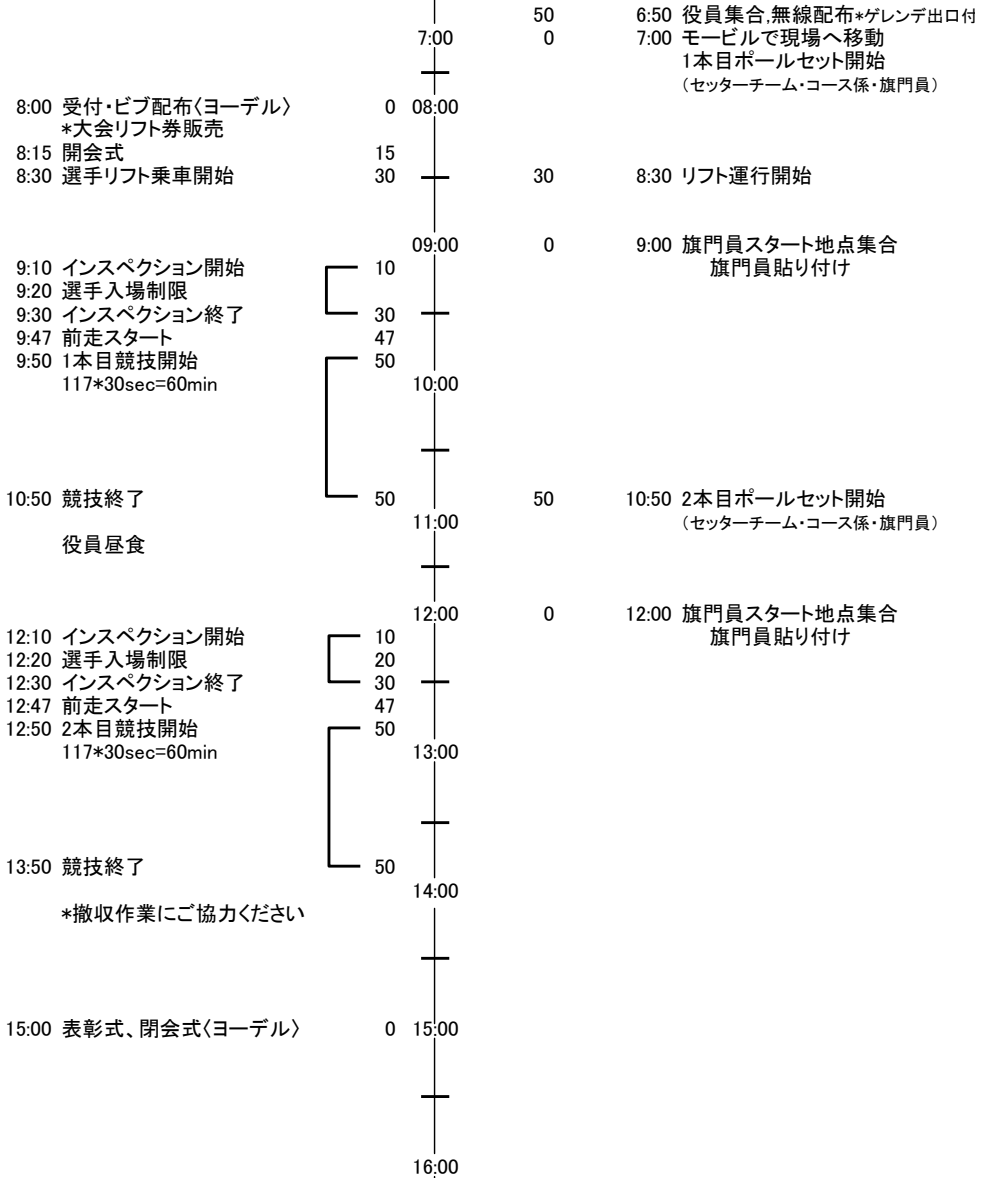 50 6:50 役員集合,無線配布*ゲレンデ出口付
7:00 0 7:00 モービルで現場へ移動
1本目ポールセット開始
（セッターチーム・コース係・旗門員）
8:00 受付・ビブ配布〈ヨーデル〉 0 08:00
*大会リフト券販売
8:15 開会式 15
8:30 選手リフト乗車開始 30 30 8:30 リフト運行開始
09:00 0 9:00 旗門員スタート地点集合
9:10 インスペクション開始 10 旗門員貼り付け
9:20 選手入場制限
9:30 インスペクション終了 30
9:47 前走スタート 47
9:50 1本目競技開始 50
117*30sec=60min 10:00
10:50 競技終了 50 50 10:50 2本目ポールセット開始
11:00 （セッターチーム・コース係・旗門員）
役員昼食
12:00 0 12:00 旗門員スタート地点集合
12:10 インスペクション開始 10 旗門員貼り付け
12:20 選手入場制限 20
12:30 インスペクション終了 30
12:47 前走スタート 47
12:50 2本目競技開始 50
117*30sec=60min 13:00
13:50 競技終了 50
14:00
*撤収作業にご協力ください
15:00 表彰式、閉会式〈ヨーデル〉 0 15:00
16:00